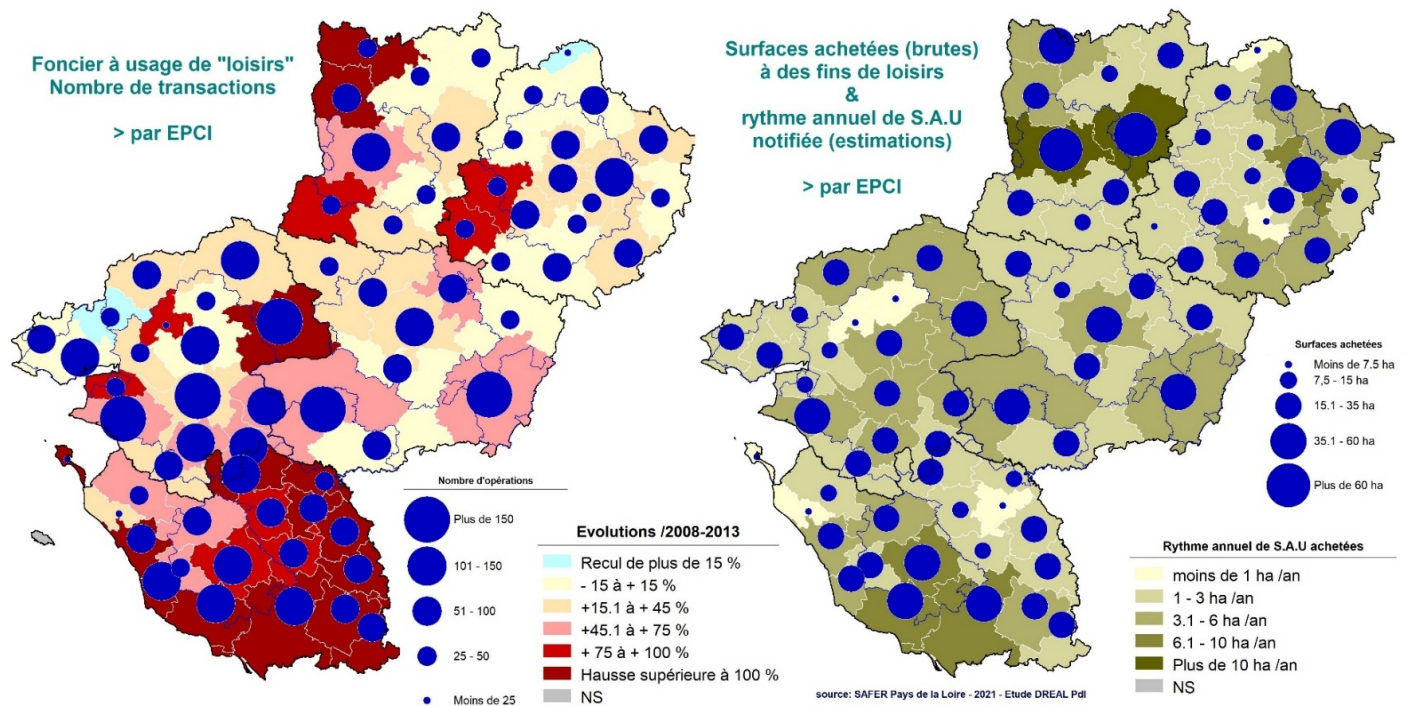 Foncier à usage de "loisirs"
Nombre de transactions
> par EPCI
Nombre d'opérations
Plus de 150
101 - 150
51 - 100
25 - 50
Moins de 25
Evolutions /2008-2013
Recul de plus de 15 %
- 15 à + 15 %
+15.1 à + 45 %
+45.1 à + 75 %
+ 75 à + 100 %
Hausse supérieure à 100 %
NS
Surfaces achetées (brutes)
à des fins de loisirs
&
rythme annuel de S.A.U
notifiée (estimations)
> par EPCI
Surfaces achetées
Moins de 7.5 ha
7,5 - 15 ha
15.1 - 35 ha
35.1 - 60 ha
Plus de 60 ha
Rythme annuel de S.A.U achetées
moins de 1 ha /an
1 - 3 ha /an
3.1 - 6 ha /an
6.1 - 10 ha /an
Plus de 10 ha /an
NS
source: SAFER Pays de la Loire - 2021 - Etude DREAL Pdl